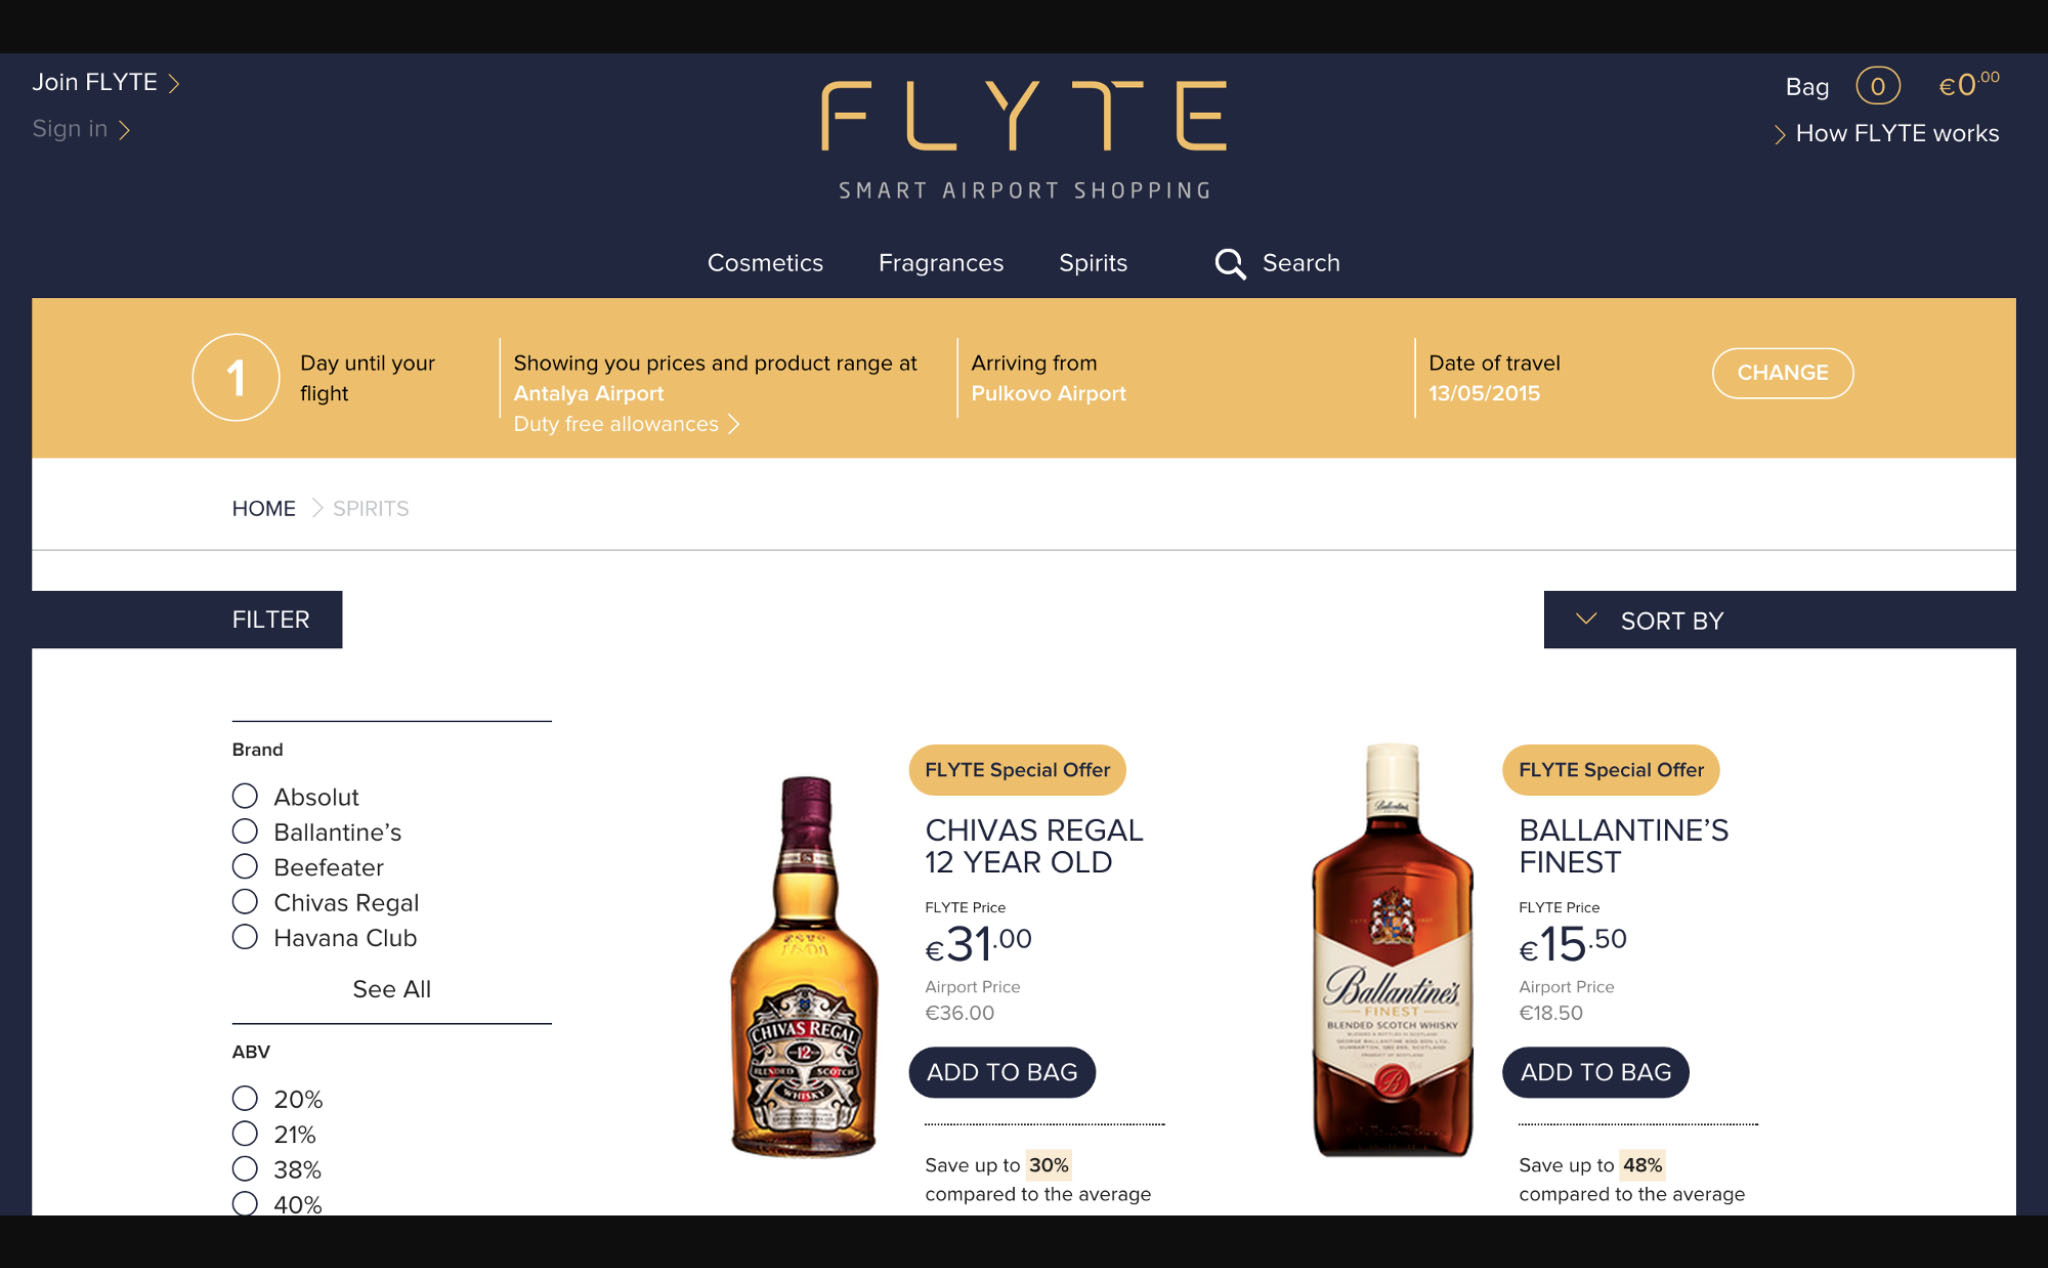 Join FLYTE
Sign in
FLYTE
SMART AIRPORT SHOPPING
Bag 0 €0.00
How FLYTE works
Cosmetics Fragrances Spirits Search
1
Day until your
flight
Showing you prices and product range at
Antalya Airport
Duty free allowances
Arriving from
Pulkovo Airport
Date of travel
13/05/2015
CHANGE
HOME SPIRITS
FILTER
SORT BY
Brand
Absolut
Ballantine’s
Beefeater
Chivas Regal
Havana Club
See All
ABV
20%
21%
38%
40%
CHIVAS REGAL
12
BLENDED SCOTCH
WHISKY
FLYTE Special Offer
CHIVAS REGAL
12 YEAR OLD
FLYTE Price
€31.00
Airport Price
€36.00
ADD TO BAG
Save up to 30%
compared to the average
Ballantine's
Ballantine's
FINEST
BLENDED SCOTCH WHISKY
FLYTE Special Offer
BALLANTINE’S
FINEST
FLYTE Price
€15.50
Airport Price
€18.50
ADD TO BAG
Save up to 48%
compared to the average